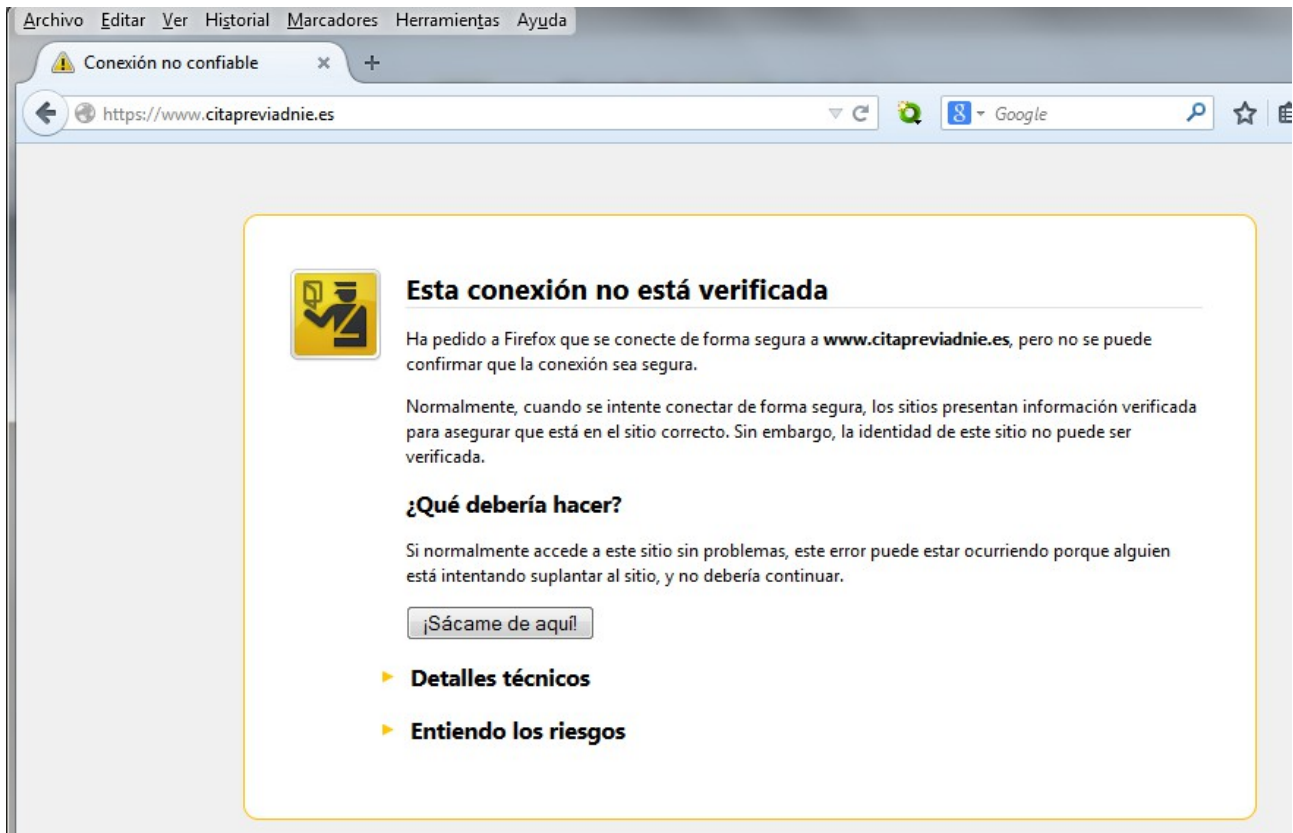 Archivo Editar Ver Historial Marcadores Herramientas Ayuda
Conexión no confiable
https://www.citapreviadnie.es
8 Google
Esta conexión no está verificada
Ha pedido a Firefox que se conecte de forma segura a www.citapreviadnie.es, pero no se puede
confirmar que la conexión sea segura.
Normalmente, cuando se intente conectar de forma segura, los sitios presentan información verificada
para asegurar que está en el sitio correcto. Sin embargo, la identidad de este sitio no puede ser
verificada.
¿Qué debería hacer?
Si normalmente accede a este sitio sin problemas, este error puede estar ocurriendo porque alguien
está intentando suplantar al sitio, y no debería continuar.
¡Sácame de aquí!
Detalles técnicos
Entiendo los riesgos